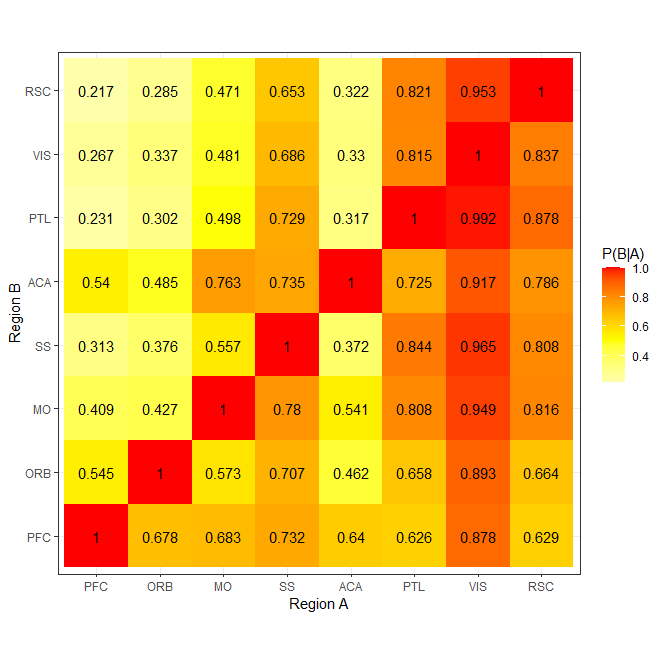 RSC 0.217 0.285 0.471 0.653 0.322 0.821 0.953 1
VIS 0.267 0.337 0.481 0.686 0.33 0.815 1 0.837
PTL 0.231 0.302 0.498 0.729 0.317 1 0.992 0.878
ACA 0.54 0.485 0.763 0.735 1 0.725 0.917 0.786
SS 0.313 0.376 0.557 1 0.372 0.844 0.965 0.808
MO 0.409 0.427 1 0.78 0.541 0.808 0.949 0.816
ORB 0.545 1 0.573 0.707 0.462 0.658 0.893 0.664
PFC 1 0.678 0.683 0.732 0.64 0.626 0.878 0.629
PFC ORB MO SS ACA PTL VIS RSC
Region A
Region B
P(B|A)
1.0
0.8
0.6
0.4